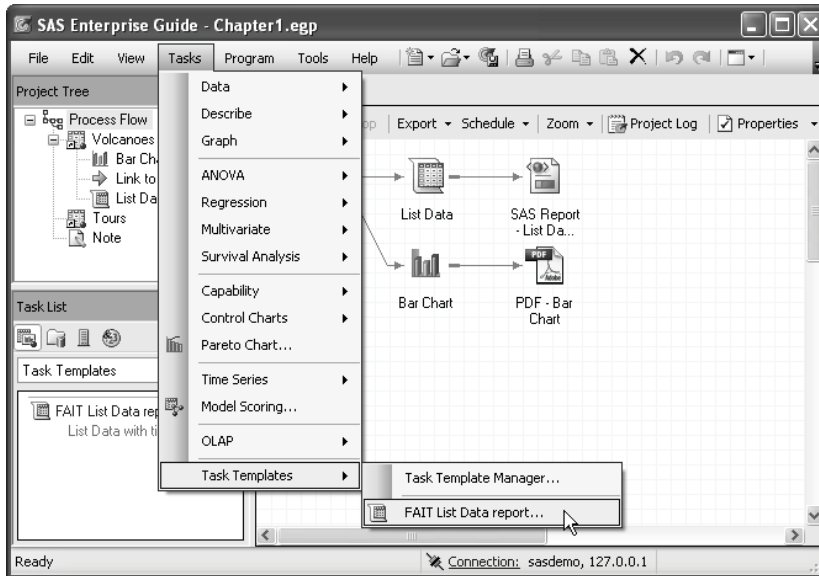 SAS Enterprise Guide - Chapter1.egp
File Edit View Tasks Program Tools Help
Project Tree
Process Flow
Volcanoes
Bar Ch
Link to
List Da
Tours
Note
Export Schedule Zoom Project Log Properties
List Data
SAS Report
- List Da...
Bar Chart
PDF
Adobe
PDF - Bar
Chart
Data
Describe
Graph
ANOVA
Regression
Multivariate
Survival Analysis
Capability
Control Charts
Pareto Chart...
Time Series
Model Scoring...
OLAP
Task Templates
Task Template Manager...
FAIT List Data report...
Task List
Task Templates
FAIT List Data rep
List Data with ti
Ready
Connection: sasdemo, 127.0.0.1